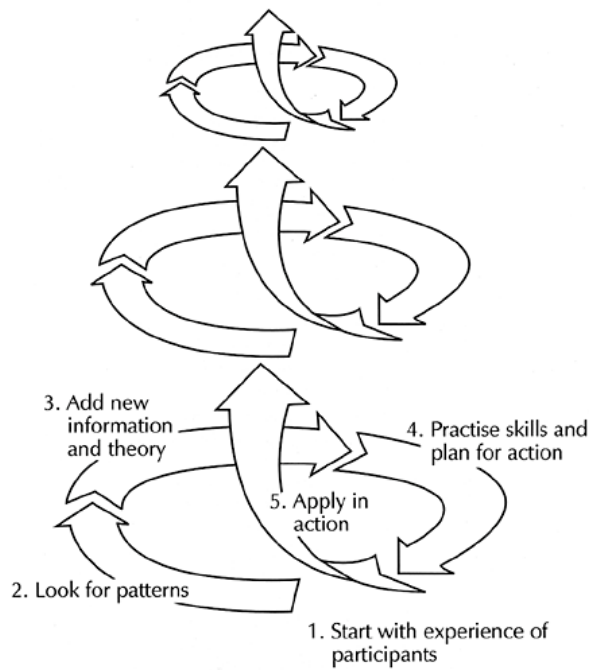 3. Add new
information
and theory
4. Practise skills and
plan for action
5. Apply in
action
2. Look for patterns
1. Start with experience of
participants